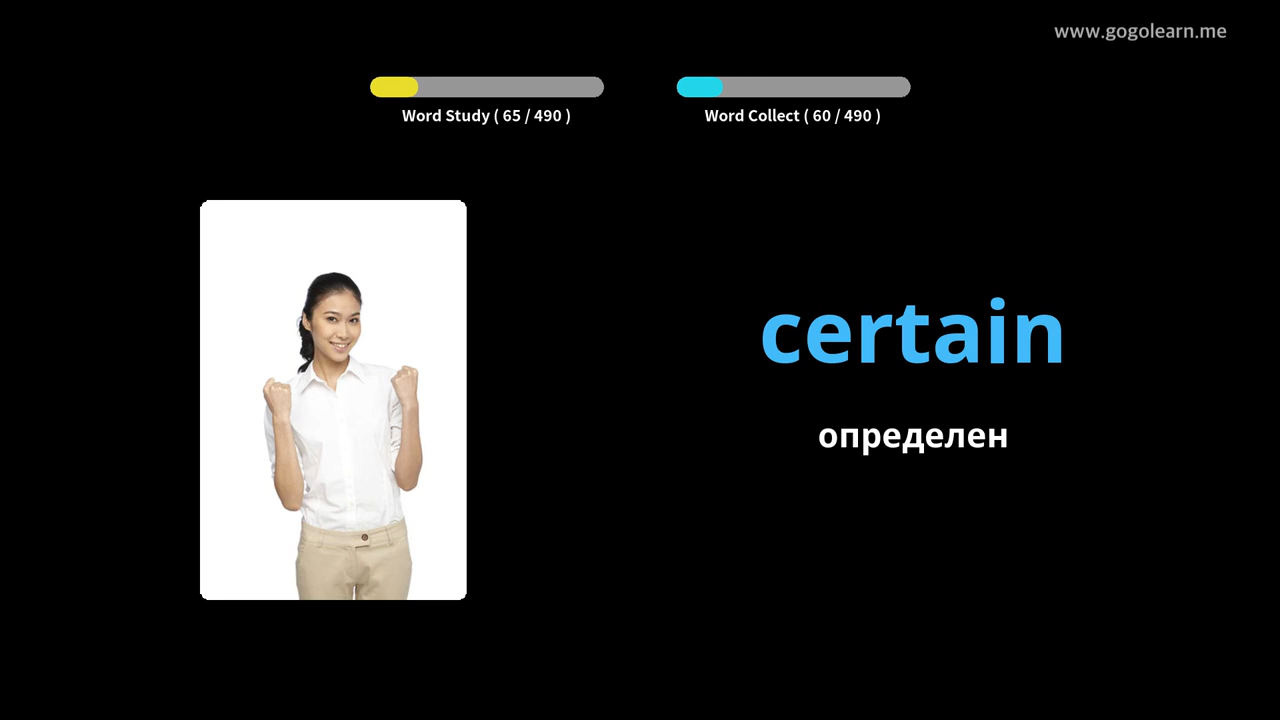 www.gogolearn.me
Word Study ( 65 / 490 )
Word Collect ( 60 / 490 )
certain
определен